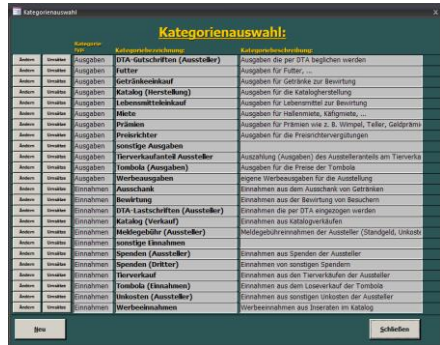 Kategorienauswahl
Kategorienauswahl:
Kategorie-
typ Kategoriebezeichnung: Kategoriebeschreibung:
Ändern Umsätze Ausgaben DTA-Gutschriften (Aussteller) Ausgaben die per DTA beglichen werden
Ändern Umsätze Ausgaben Futter Ausgaben für Futter, ...
Ändern Umsätze Ausgaben Getränkeeinkauf Ausgaben für Getränke zur Bewirtung
Ändern Umsätze Ausgaben Katalog (Herstellung) Ausgaben für die Katalogherstellung
Ändern Umsätze Ausgaben Lebensmitteleinkauf Ausgaben für Lebensmittel zur Bewirtung
Ändern Umsätze Ausgaben Miete Ausgaben für Hallenmiete, Käfigmiete, ...
Ändern Umsätze Ausgaben Prämien Ausgaben für Prämien wie z. B. Wimpel, Teller, Geldprämie
Ändern Umsätze Ausgaben Preisrichter Ausgaben für die Preisrichtervergütungen
Ändern Umsätze Ausgaben sonstige Ausgaben
Ändern Umsätze Ausgaben Tierverkaufanteil Aussteller Auszahlung (Ausgaben) des Ausstelleranteils am Tierverka
Ändern Umsätze Ausgaben Tombola (Ausgaben) Ausgaben für die Preise der Tombola
Ändern Umsätze Ausgaben Werbeausgaben eigene Werbeausgaben für die Ausstellung
Ändern Umsätze Einnahmen Ausschank Einnahmen aus dem Ausschank von Getränken
Ändern Umsätze Einnahmen Bewirtung Einnahmen aus der Bewirtung von Besuchern
Ändern Umsätze Einnahmen DTA-Lastschriften (Aussteller) Einnahmen die per DTA eingezogen werden
Ändern Umsätze Einnahmen Katalog (Verkauf) Einnahmen aus Katalogverkäufen
Ändern Umsätze Einnahmen Meldegebühr (Aussteller) Meldegebühreinnahmen der Aussteller (Standgeld, Unkoste
Ändern Umsätze Einnahmen sonstige Einnahmen
Ändern Umsätze Einnahmen Spenden (Aussteller) Einnahmen aus Spenden der Aussteller
Ändern Umsätze Einnahmen Spenden (Dritter) Einnahmen von sonstigen Spendern
Ändern Umsätze Einnahmen Tierverkauf Einnahmen aus den Tierverkäufen der Aussteller
Ändern Umsätze Einnahmen Tombola (Einnahmen) Einnahmen aus dem Loseverkauf der Tombola
Ändern Umsätze Einnahmen Unkosten (Aussteller) Einnahmen aus sonstigen Unkosten der Aussteller
Ändern Umsätze Einnahmen Werbeeinnahmen Werbeeinnahmen aus Inseraten im Katalog
Neu Schließen